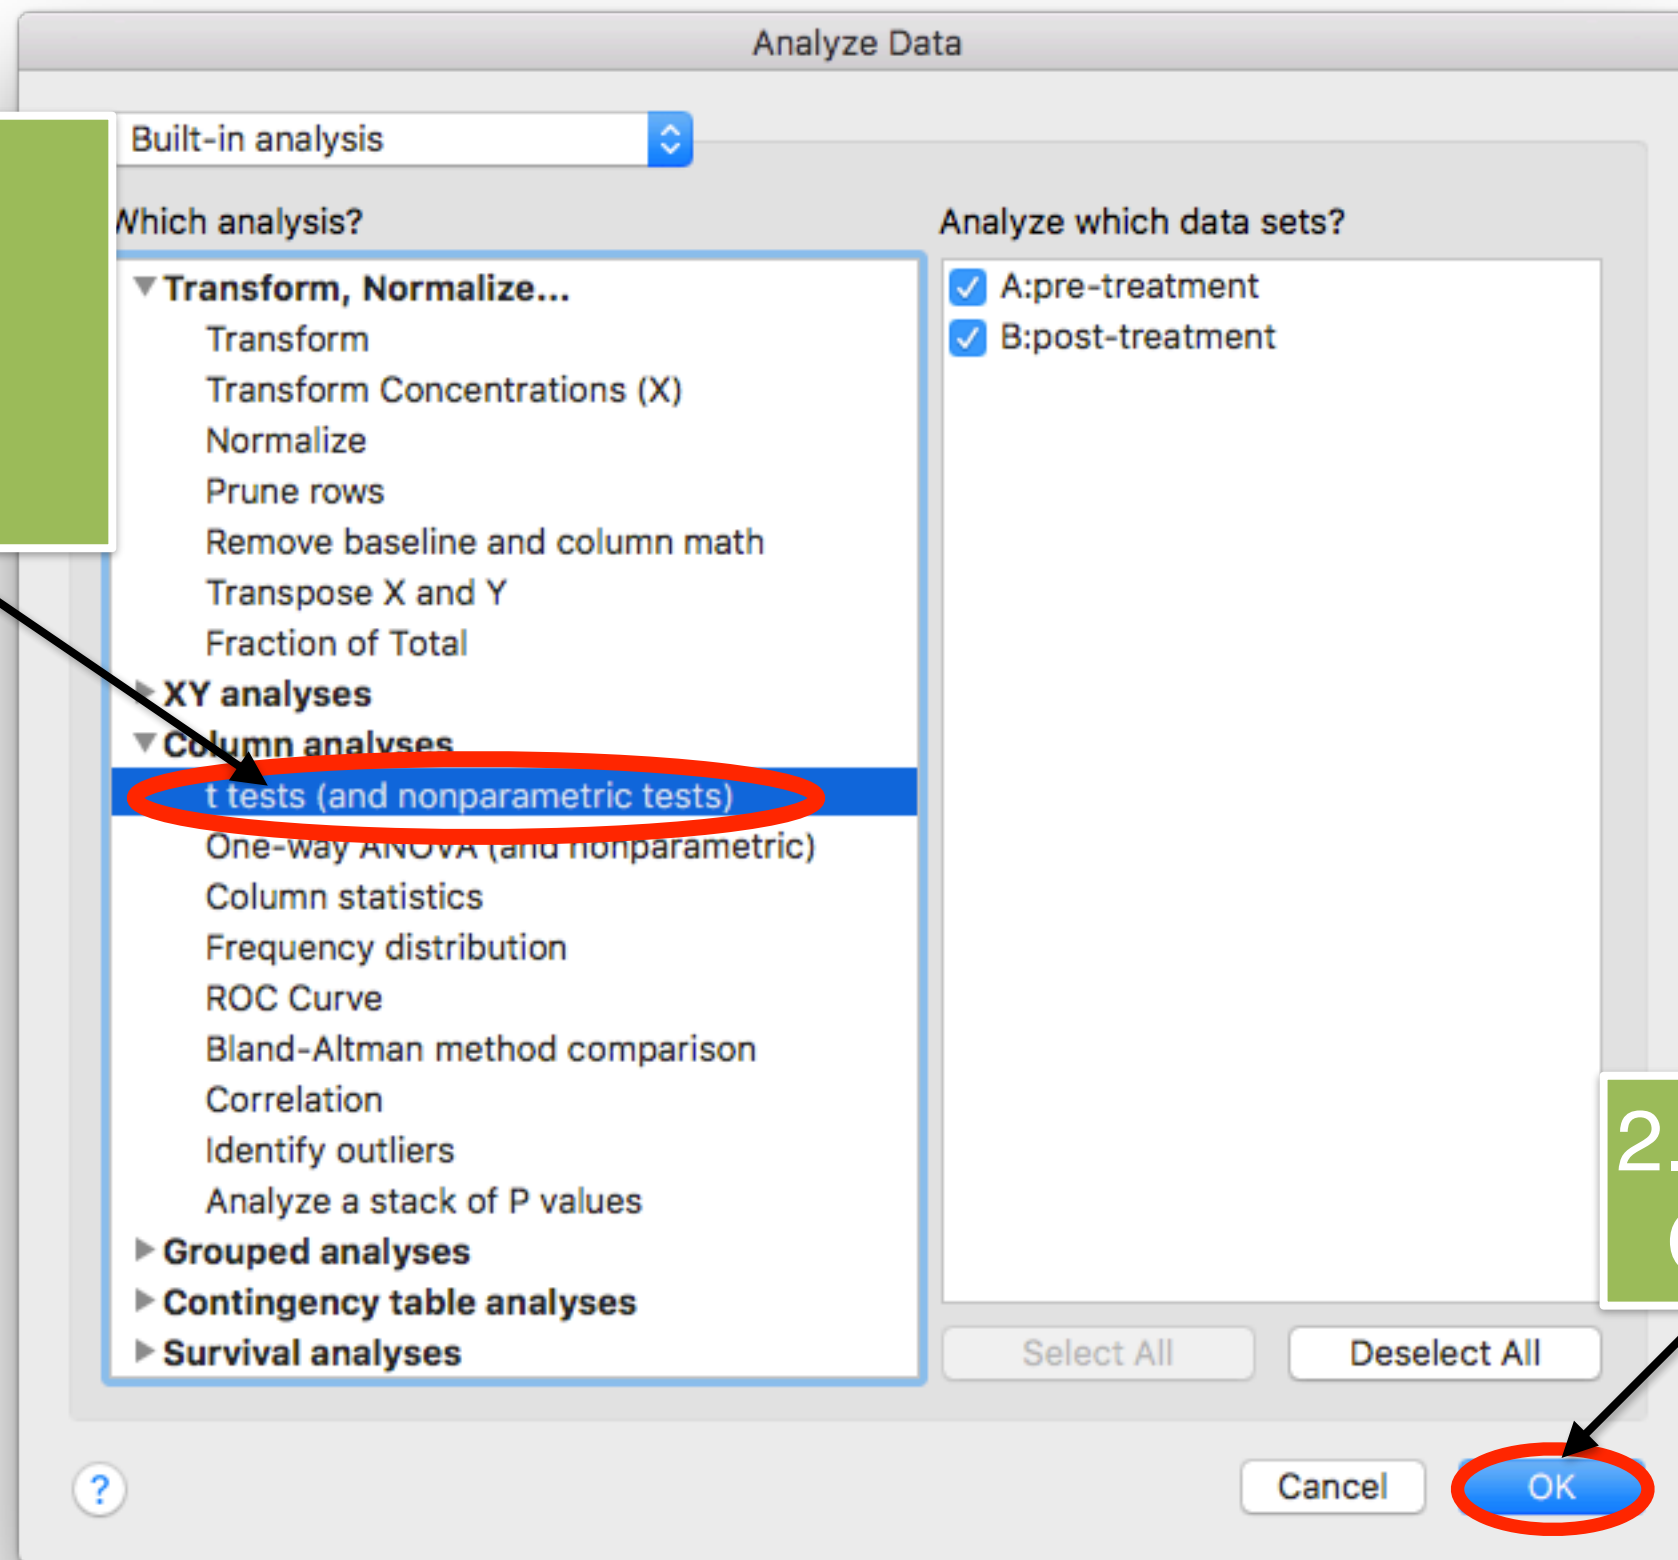 Analyze Data
Built-in analysis
Which analysis?
Analyze which data sets?
Transform, Normalize...
Transform
Transform Concentrations (X)
Normalize
Prune rows
Remove baseline and column math
Transpose X and Y
Fraction of Total
XY analyses
Column analyses
t tests (and nonparametric tests)
One-way ANOVA (and nonparametric)
Column statistics
Frequency distribution
ROC Curve
Bland-Altman method comparison
Correlation
Identify outliers
Analyze a stack of P values
Grouped analyses
Contingency table analyses
Survival analyses
A:pre-treatment
B:post-treatment
2.
Select All
Deselect All
?
Cancel
OK